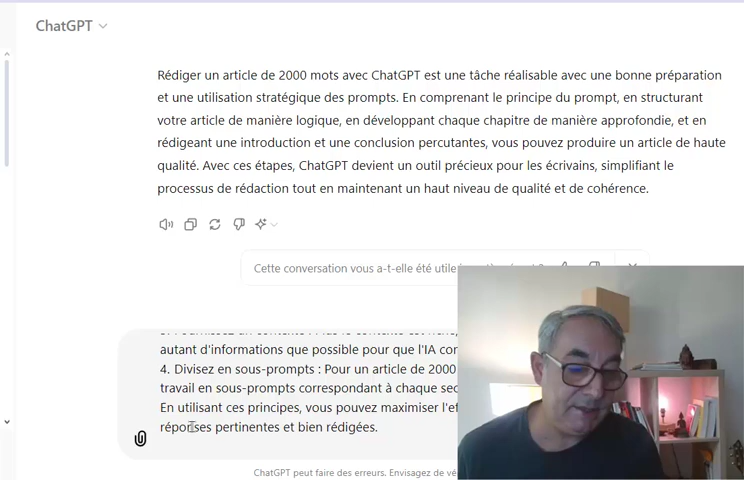 ChatGPT
Rédiger un article de 2000 mots avec ChatGPT est une tâche réalisable avec une bonne préparation
et une utilisation stratégique des prompts. En comprenant le principe du prompt, en structurant
votre article de manière logique, en développant chaque chapitre de manière approfondie, et en
rédigeant une introduction et une conclusion percutantes, vous pouvez produire un article de haute
qualité. Avec ces étapes, ChatGPT devient un outil précieux pour les écrivains, simplifiant le
processus de rédaction tout en maintenant un haut niveau de qualité et de cohérence.
Cette conversation vous a-t-elle été
autant d'informations que possible pour que l'IA
4. Divisez en sous-prompts : Pour un article de 2000
travail en sous-prompts correspondant à chaque
En utilisant ces principes, vous pouvez maximiser
réponses pertinentes et bien rédigées.
ChatGPT peut faire des erreurs. Envisagez de